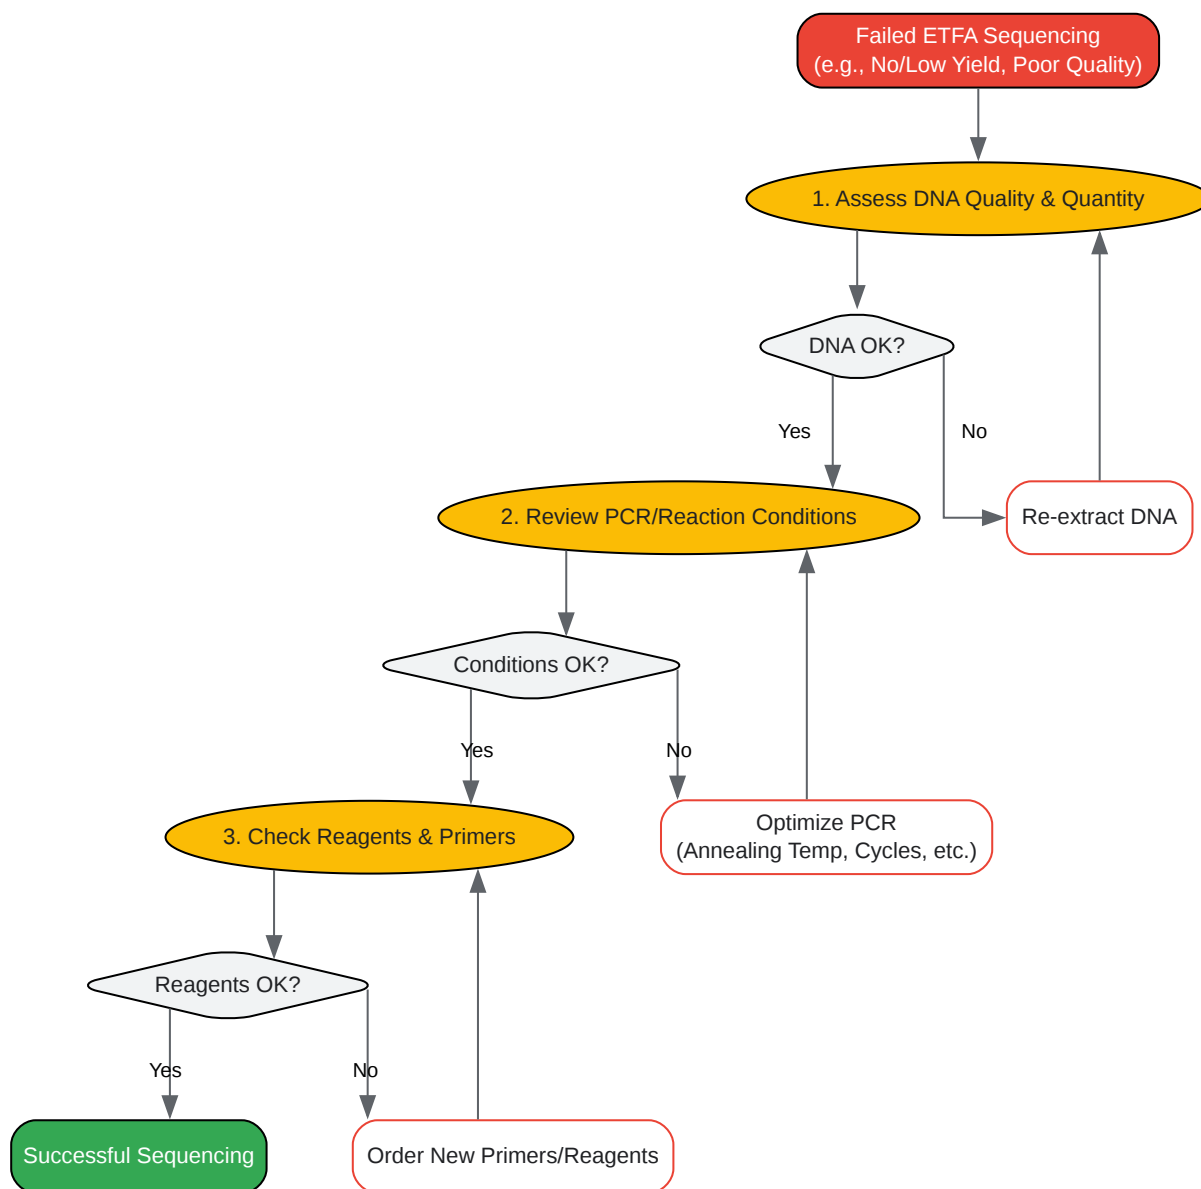 Failed ETFA Sequencing
(e.g., No/Low Yield, Poor Quality)
1. Assess DNA Quality & Quantity
DNA OK?
Yes
No
2. Review PCR/Reaction Conditions
Re-extract DNA
Conditions OK?
Yes
No
3. Check Reagents & Primers
Optimize PCR
(Annealing Temp, Cycles, etc.)
Reagents OK?
Yes
No
Successful Sequencing
Order New Primers/Reagents